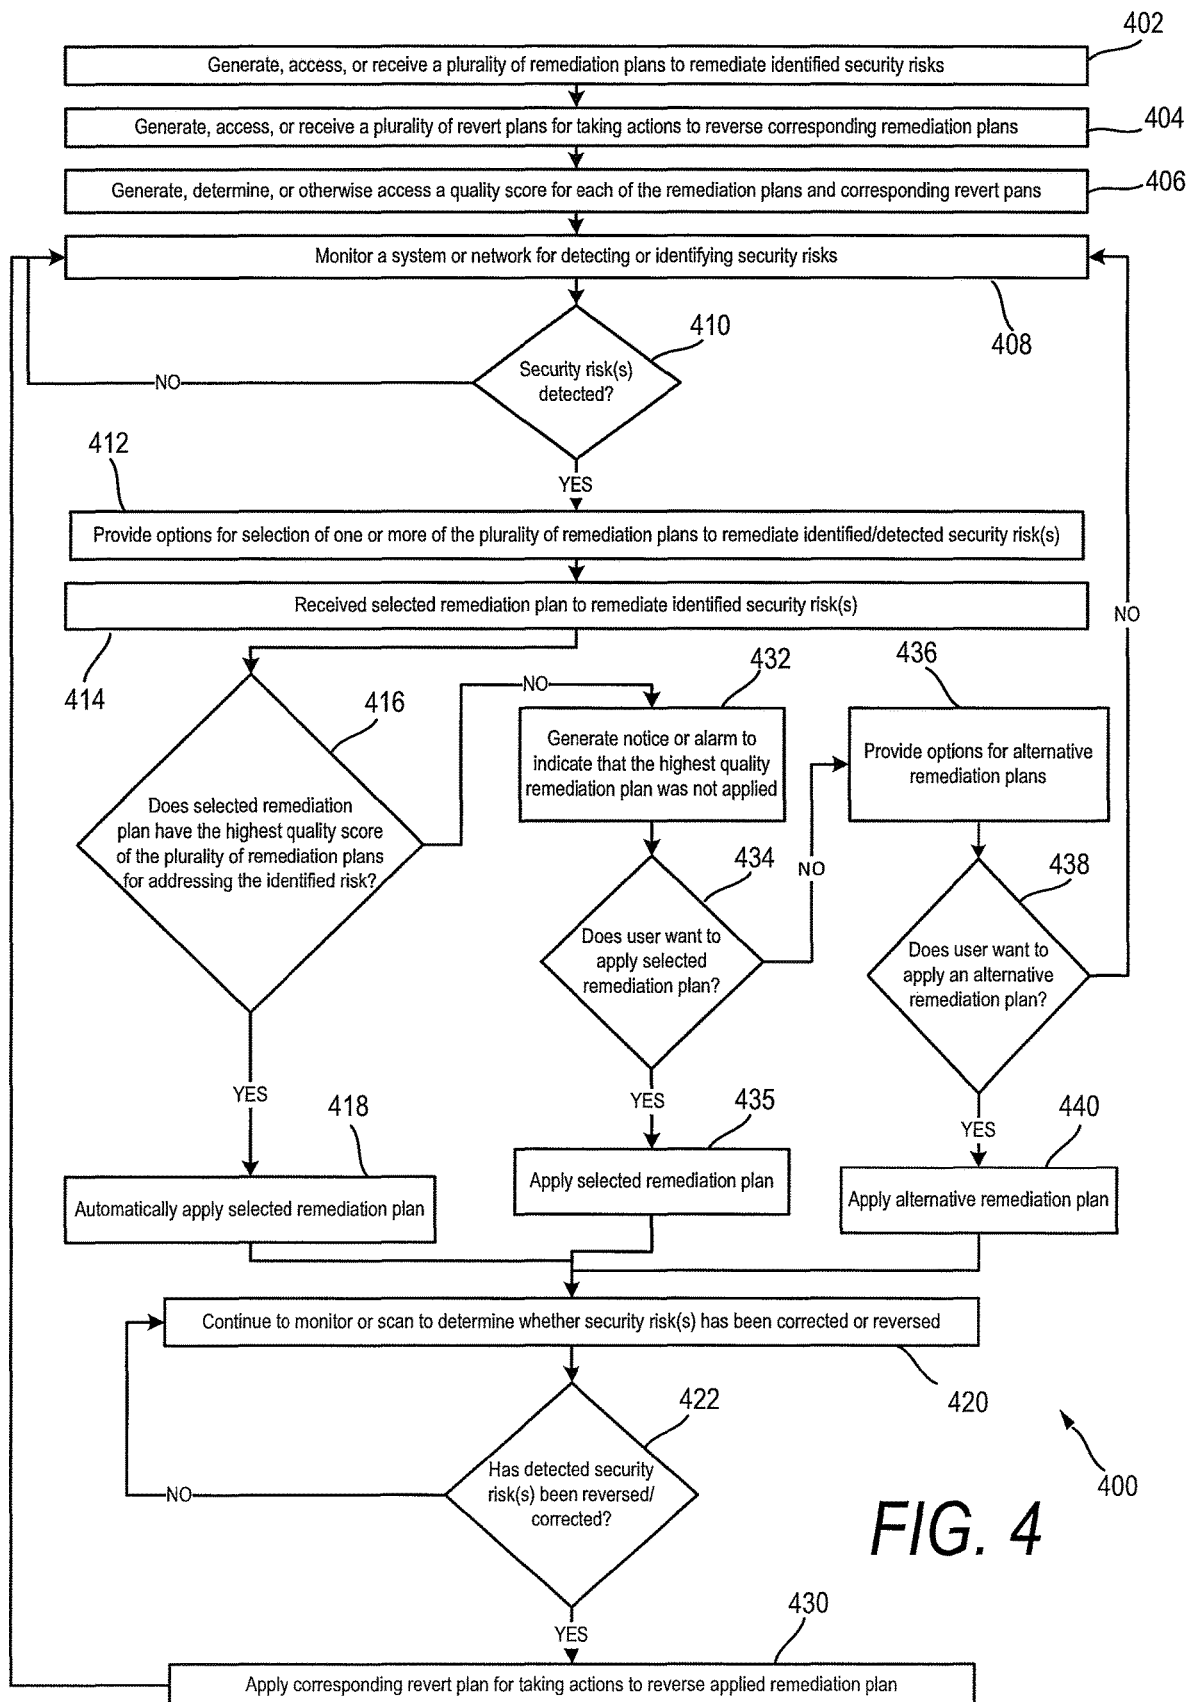 402
Generate, access, or receive a plurality of remediation plans to remediate identified security risks
Generate, access, or receive a plurality of revert plans for taking actions to reverse corresponding remediation plans
404
Generate, determine, or otherwise access a quality score for each of the remediation plans and corresponding revert pans
406
Monitor a system or network for detecting or identifying security risks
408
410
Security risk(s)
detected?
NO
YES
412
Provide options for selection of one or more of the plurality of remediation plans to remediate identified/detected security risk(s)
Received selected remediation plan to remediate identified security risk(s)
414
NO
416
Does selected remediation
plan have the highest quality score
of the plurality of remediation plans
for addressing the identified risk?
NO
432
Generate notice or alarm to
indicate that the highest quality
remediation plan was not applied
436
Provide options for alternative
remediation plans
434
Does user want to
apply selected
remediation plan?
NO
438
Does user want to
apply an alternative
remediation plan?
YES
YES
YES
418
Automatically apply selected remediation plan
435
Apply selected remediation plan
440
Apply alternative remediation plan
Continue to monitor or scan to determine whether security risk(s) has been corrected or reversed
420
422
Has detected security
risk(s) been reversed/
corrected?
NO
YES
400
FIG. 4
430
Apply corresponding revert plan for taking actions to reverse applied remediation plan